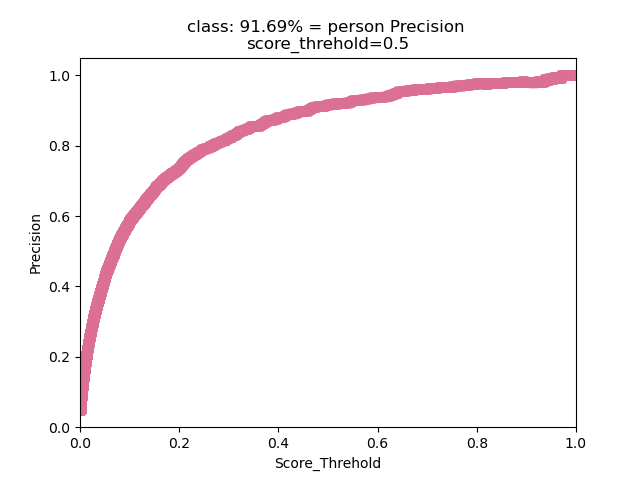 class: 91.69% = person Precision
score_threhold=0.5
1.0
0.8
0.6
0.4
0.2
0.0
Precision
0.0 0.2 0.4 0.6 0.8 1.0
Score_Threhold